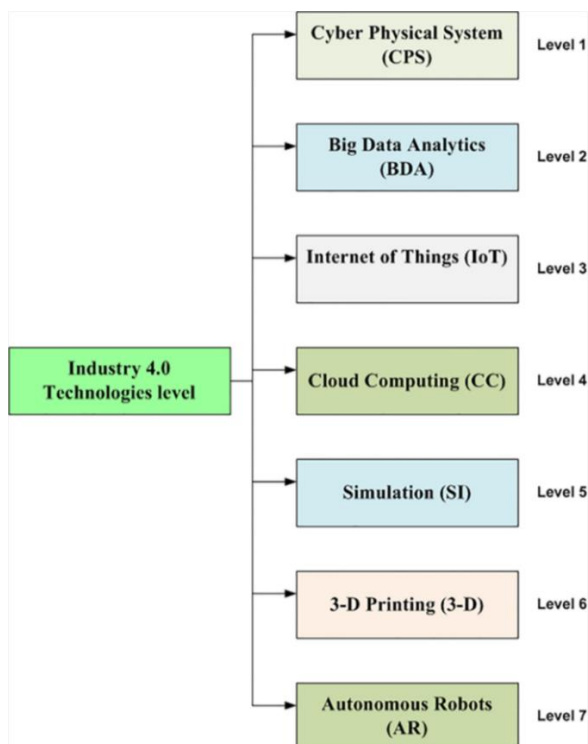 Cyber Physical System
(CPS)
Level 1
Big Data Analytics
(BDA)
Level 2
Internet of Things (IoT)
Level 3
Industry 4.0
Technologies level
Cloud Computing (CC)
Level 4
Simulation (SI)
Level 5
3-D Printing (3-D)
Level 6
Autonomous Robots
(AR)
Level 7